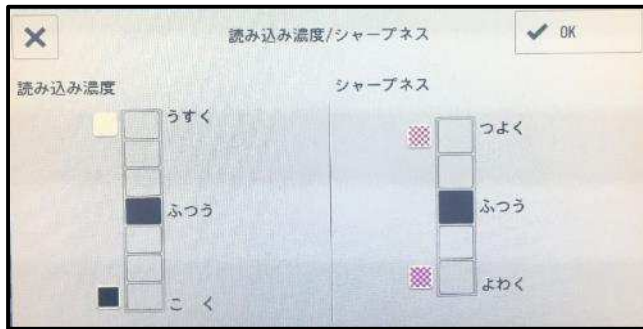 読み込み濃度/シャープネス
OK
読み込み濃度
シャープネス
うすく
ふつう
こ く
つよく
ふつう
よわく